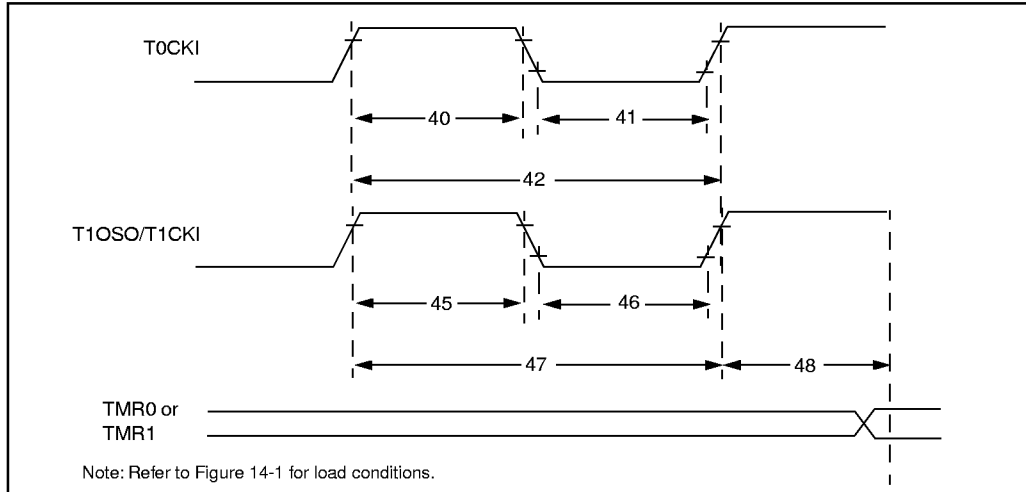 T0CKI
40
41
42
T1OSO/T1CKI
45
46
47
48
TMR0 or
TMR1
Note: Refer to Figure 14-1 for load conditions.